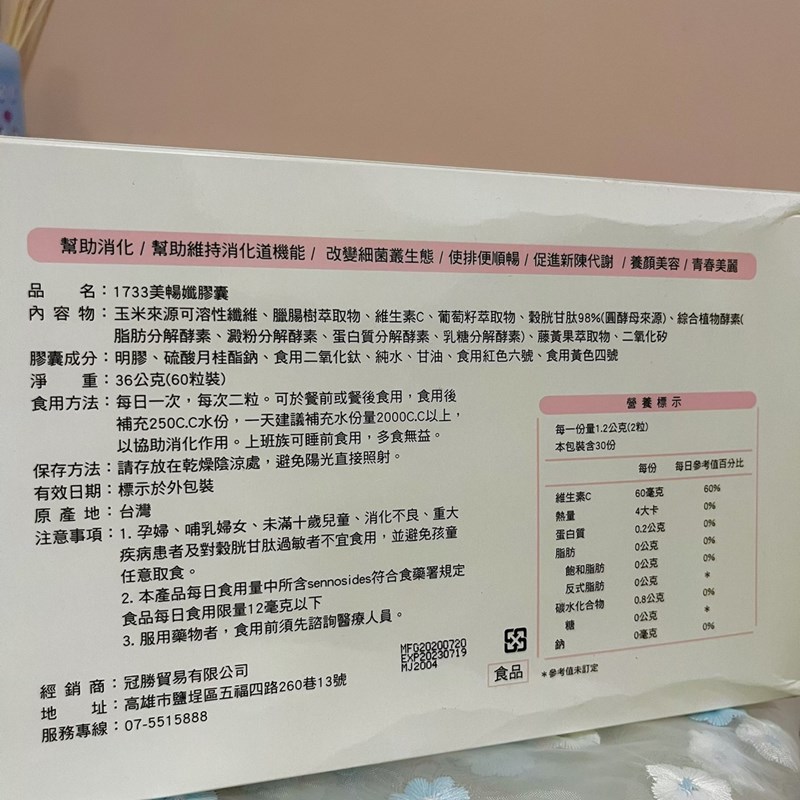 幫助消化 / 幫助維持消化道機能 / 改變細菌叢生態 / 使排便順暢 / 促進新陳代謝 / 養顏美容 / 青春美麗
品名：1733美暢孅膠囊
內容物：玉米來源可溶性纖維、臘腸樹萃取物、維生素C、葡萄籽萃取物、穀胱甘肽98%(圓酵母來源)、綜合植物酵素(
脂肪分解酵素、澱粉分解酵素、蛋白質分解酵素、乳糖分解酵素)、藤黃果萃取物、二氧化矽
膠囊成分：明膠、硫酸月桂酯鈉、食用二氧化鈦、純水、甘油、食用紅色六號、食用黃色四號
淨重：36公克(60粒裝)
食用方法：每日一次，每次二粒。可於餐前或餐後食用，食用後
補充250C.C水份，一天建議補充水份量2000C.C以上，
以協助消化作用。上班族可睡前食用，多食無益。
保存方法：請存放在乾燥陰涼處，避免陽光直接照射。
有效日期：標示於外包裝
原產地：台灣
注意事項：1. 孕婦、哺乳婦女、未滿十歲兒童、消化不良、重大
疾病患者及對穀胱甘肽過敏者不宜食用，並避免孩童
任意取食。
2. 本產品每日食用量中所含sennosides符合食藥署規定
食品每日食用限量12毫克以下
3. 服用藥物者，食用前須先諮詢醫療人員。
經銷商：冠勝貿易有限公司
地址：高雄市鹽埕區五福四路260巷13號
服務專線：07-5515888
MFG20200720
EXP20230719
MJ2004
食品
營養標示
每一份量1.2公克(2粒)
本包裝含30份
每份 每日參考值百分比
維生素C 60毫克 60%
熱量 4大卡 0%
蛋白質 0.2公克 0%
脂肪 0公克 0%
飽和脂肪 0公克 0%
反式脂肪 0公克 *
碳水化合物 0.8公克 0%
糖 0公克 *
鈉 0毫克 0%
*參考值未訂定